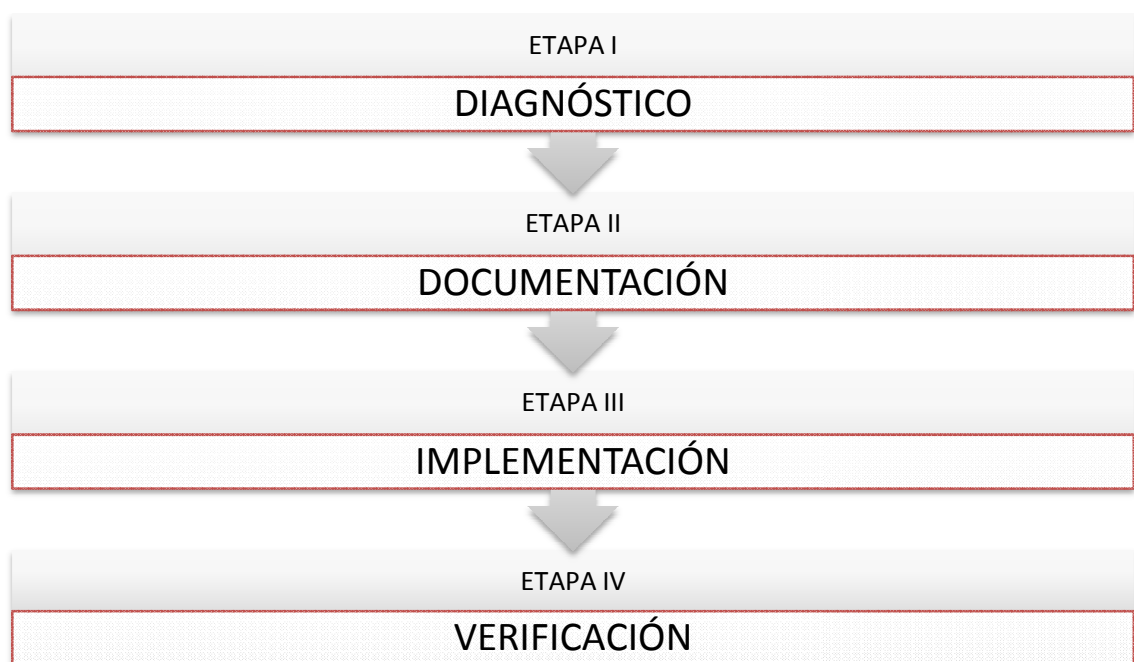 ETAPA I
DIAGNÓSTICO
ETAPA II
DOCUMENTACIÓN
ETAPA III
IMPLEMENTACIÓN
ETAPA IV
VERIFICACIÓN